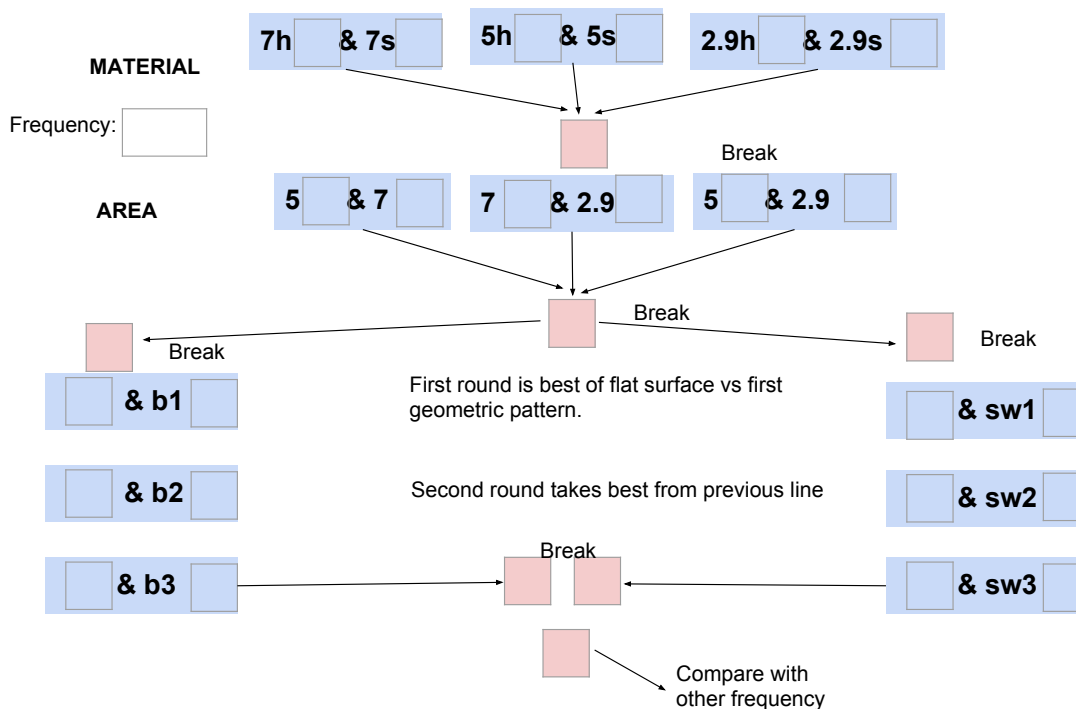 7h & 7s
5h & 5s
2.9h & 2.9s
MATERIAL
Frequency:
Break
5 & 7
7 & 2.9
5 & 2.9
AREA
Break
Break
Break
First round is best of flat surface vs first
geometric pattern.
& b1
& sw1
& b2
Second round takes best from previous line
& sw2
Break
& b3
& sw3
Compare with
other frequency